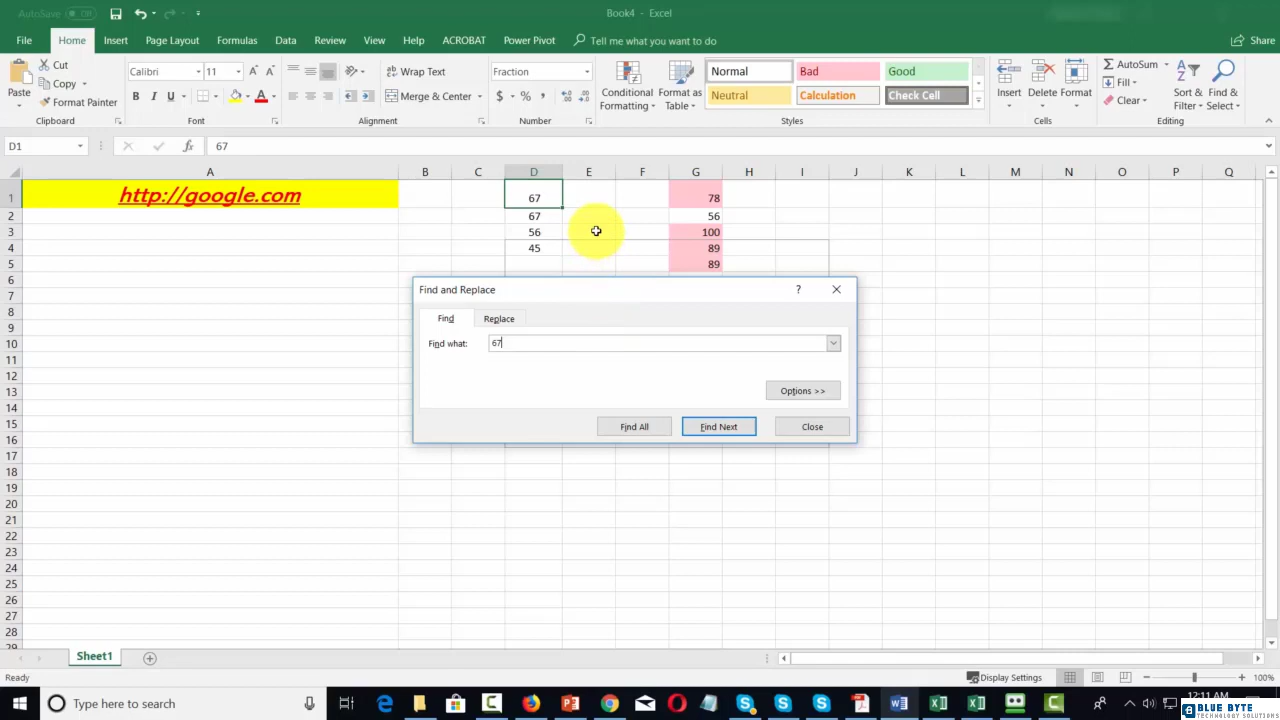 AutoSave Off
Book4 - Excel
File Home Insert Page Layout Formulas Data Review View Help ACROBAT Power Pivot Tell me what you want to do Share
Paste
Cut
Copy
Format Painter
Clipboard
Calibri 11
B I U
Font
Wrap Text
Merge & Center
Alignment
Fraction
$ % ,
Number
Conditional Formatting
Format as Table
Normal Bad Good
Neutral Calculation Check Cell
Styles
Insert Delete Format
Cells
AutoSum
Fill
Clear
Sort & Filter
Find & Select
Editing
D1 fx 67
A B C D E F G H I J K L M N O P Q
1 http://google.com 67 78
2 67 56
3 56 100
4 45 89
5 89
6
7
8
9
10
11
12
13
14
15
16
17
18
19
20
21
22
23
24
25
26
27
28
29
Find and Replace ?
Find Replace
Find what: 67
Options >>
Find All Find Next Close
Sheet1
Ready
Display Settings
100%
Type here to search
12:11 AM
BLUE BYTE
TECHNOLOGY SOLUTIONS